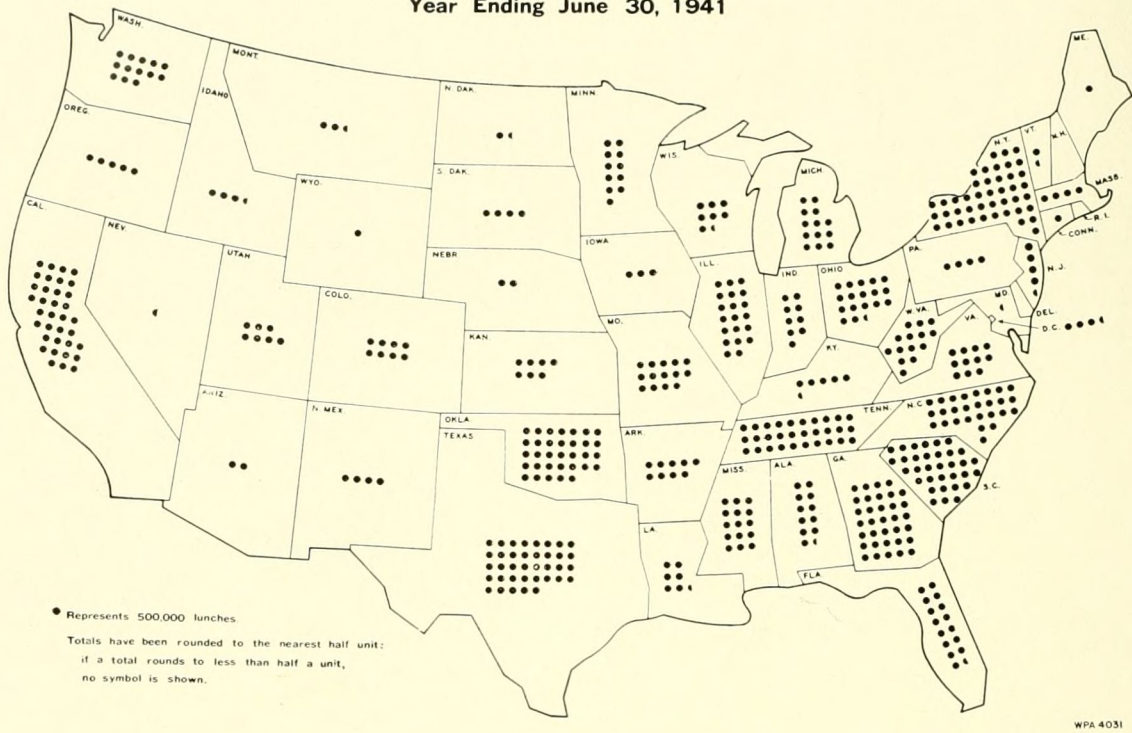 Year Ending June 30, 1941
WASH.
MONT.
N. DAK.
MINN.
ME.
IDAHO
OREG.
WIS.
MICH.
N.Y.
VT.
N.H.
MASS.
S. DAK.
WYO.
CAL.
NEV.
R.I.
CONN.
UTAH
NEBR.
IOWA
ILL.
IND.
OHIO
PA.
N.J.
COLO.
MO.
W.VA.
VA.
MD.
DEL.
D.C.
KAN.
KY.
ARIZ.
N. MEX.
OKLA.
TEXAS
ARK.
TENN.
N.C.
MISS.
ALA.
GA.
S.C.
LA.
FLA.
Represents 500,000 lunches
Totals have been rounded to the nearest half unit:
if a total rounds to less than half a unit,
no symbol is shown.
WPA 4031